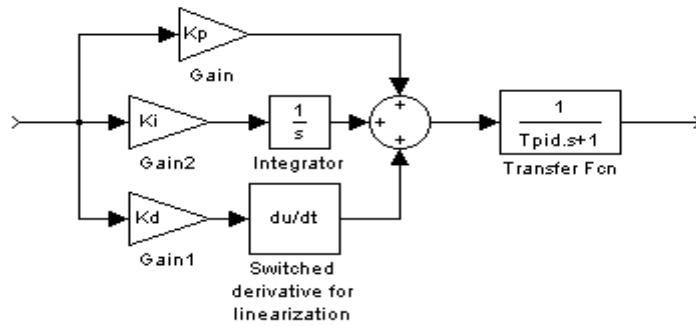 Kp
Gain
Ki
Gain2
1
s
Integrator
+
+
+
1
Tpid.s+1
Transfer Fcn
Kd
Gain1
du/dt
Switched
derivative for
linearization